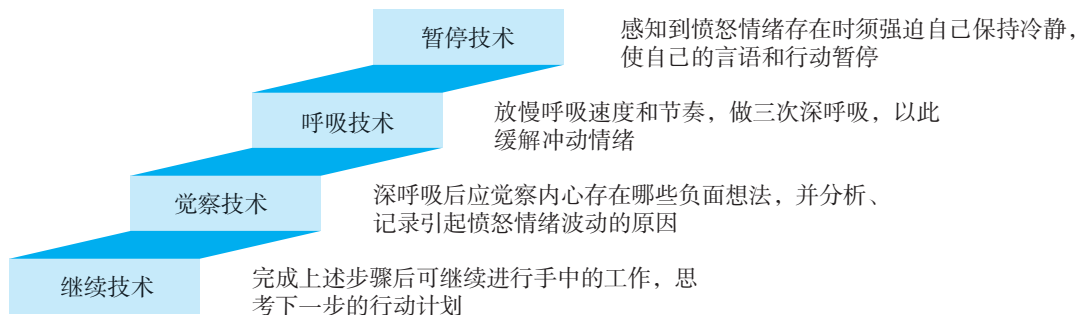 暂停技术
感知到愤怒情绪存在时须强迫自己保持冷静，
使自己的言语和行动暂停
呼吸技术
放慢呼吸速度和节奏，做三次深呼吸，以此
缓解冲动情绪
觉察技术
深呼吸后应觉察内心存在哪些负面想法，并分析、
记录引起愤怒情绪波动的原因
继续技术
完成上述步骤后可继续进行手中的工作，思
考下一步的行动计划